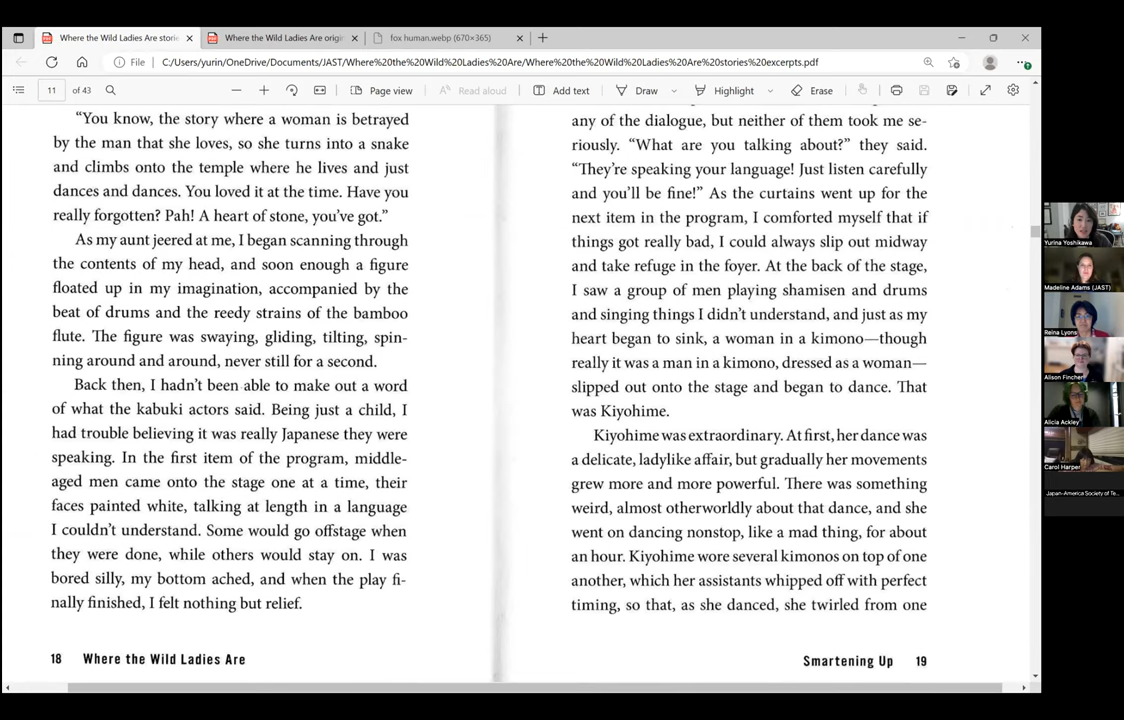 Where the Wild Ladies Are storie
Where the Wild Ladies Are origi
fox human.webp (670×365)
File
C:/Users/yurin/OneDrive/Documents/JAST/Where%20the%20Wild%20Ladies%20Are/Where%20the%20Wild%20Ladies%20Are%20stories%20excerpts.pdf
11 of 43
Page view
Read aloud
Add text
Draw
Highlight
Erase
“You know, the story where a woman is betrayed
by the man that she loves, so she turns into a snake
and climbs onto the temple where he lives and just
dances and dances. You loved it at the time. Have you
really forgotten? Pah! A heart of stone, you’ve got.”
As my aunt jeered at me, I began scanning through
the contents of my head, and soon enough a figure
floated up in my imagination, accompanied by the
beat of drums and the reedy strains of the bamboo
flute. The figure was swaying, gliding, tilting, spin-
ning around and around, never still for a second.
Back then, I hadn’t been able to make out a word
of what the kabuki actors said. Being just a child, I
had trouble believing it was really Japanese they were
speaking. In the first item of the program, middle-
aged men came onto the stage one at a time, their
faces painted white, talking at length in a language
I couldn’t understand. Some would go offstage when
they were done, while others would stay on. I was
bored silly, my bottom ached, and when the play fi-
nally finished, I felt nothing but relief.
18 Where the Wild Ladies Are
any of the dialogue, but neither of them took me se-
riously. “What are you talking about?” they said.
“They’re speaking your language! Just listen carefully
and you’ll be fine!” As the curtains went up for the
next item in the program, I comforted myself that if
things got really bad, I could always slip out midway
and take refuge in the foyer. At the back of the stage,
I saw a group of men playing shamisen and drums
and singing things I didn’t understand, and just as my
heart began to sink, a woman in a kimono—though
really it was a man in a kimono, dressed as a woman—
slipped out onto the stage and began to dance. That
was Kiyohime.
Kiyohime was extraordinary. At first, her dance was
a delicate, ladylike affair, but gradually her movements
grew more and more powerful. There was something
weird, almost otherworldly about that dance, and she
went on dancing nonstop, like a mad thing, for about
an hour. Kiyohime wore several kimonos on top of one
another, which her assistants whipped off with perfect
timing, so that, as she danced, she twirled from one
Smartening Up 19
Yurina Yoshikawa
Madeline Adams (JAST)
Reina Lyons
Alison Fincher
Alicia Ackley
Carol Harper
Japan-America Society of Te...